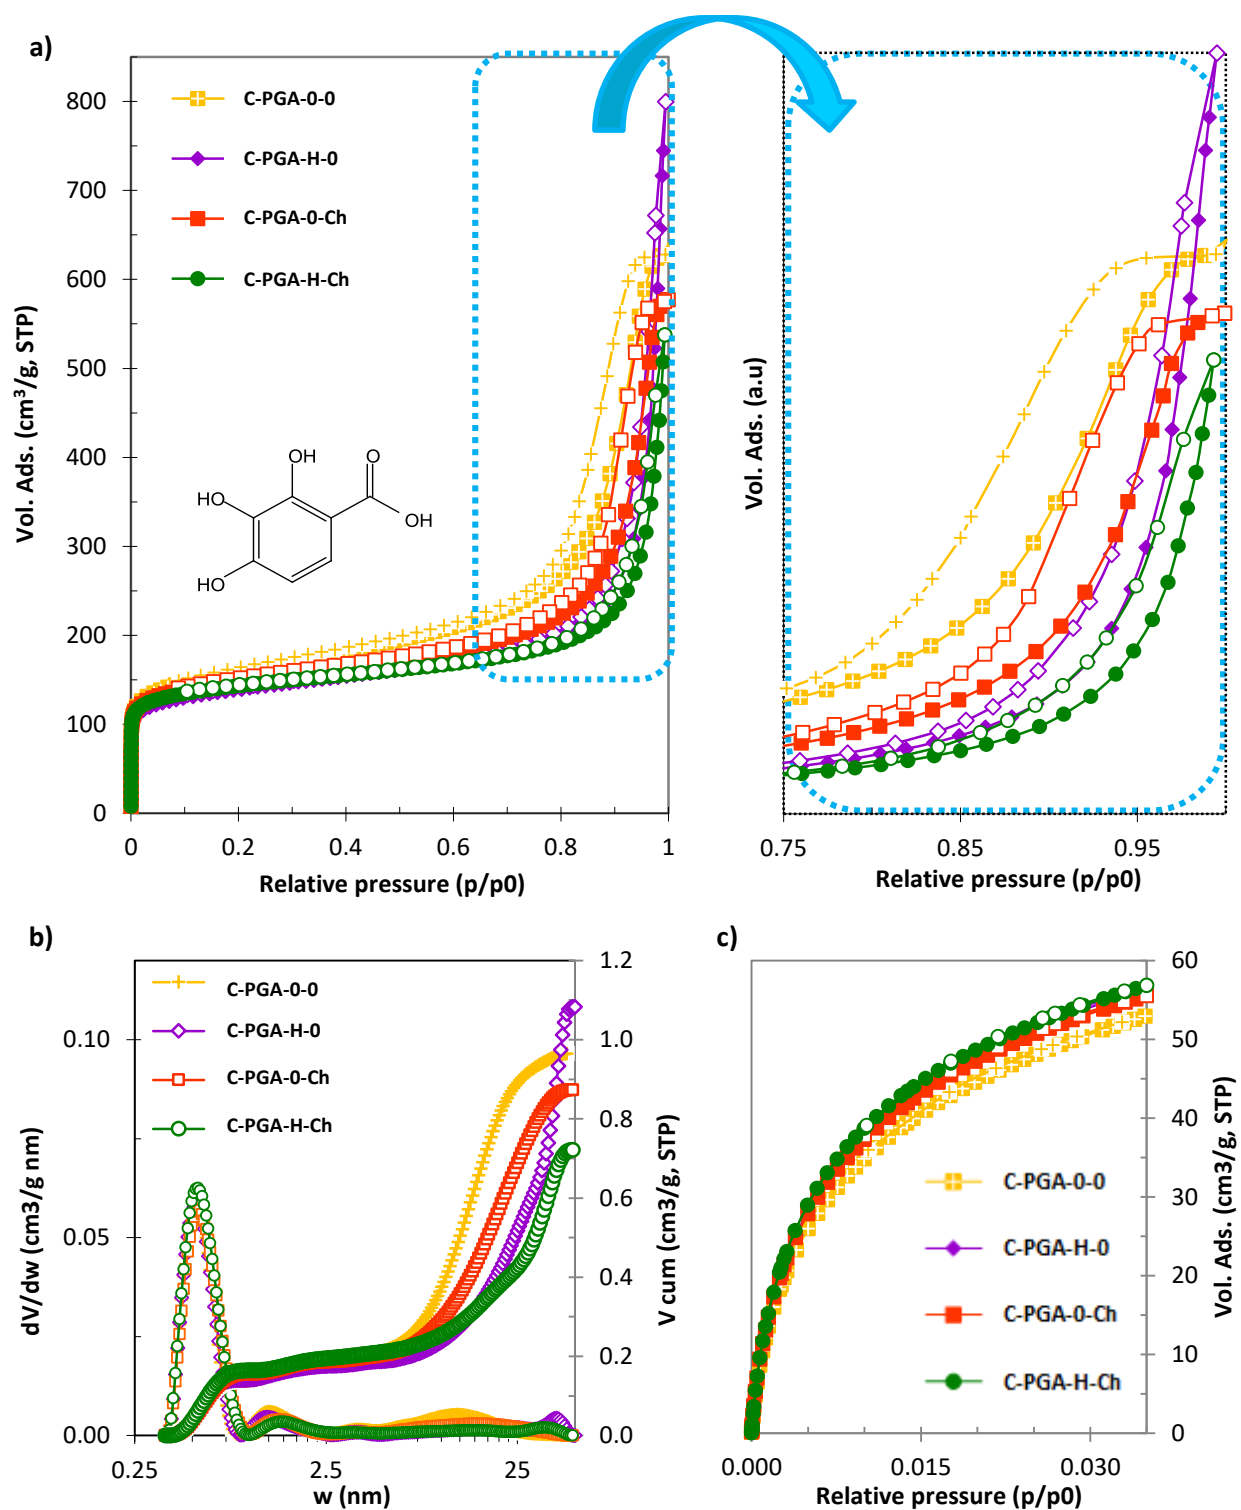 a)
C-PGA-0-0
C-PGA-H-0
C-PGA-0-Ch
C-PGA-H-Ch
800
700
600
500
400
300
200
100
0
Vol. Ads. (cm³/g, STP)
OH
O
HO
OH
HO
0
0.2
0.4
0.6
0.8
1
Relative pressure (p/p0)
Vol. Ads. (a.u)
0.75
0.85
0.95
Relative pressure (p/p0)
b)
C-PGA-0-0
C-PGA-H-0
C-PGA-0-Ch
C-PGA-H-Ch
0.10
0.05
0.00
dV/dw (cm3/g nm)
1.2
1.0
0.8
0.6
0.4
0.2
0.0
V cum (cm3/g, STP)
0.25
2.5
25
w (nm)
c)
C-PGA-0-0
C-PGA-H-0
C-PGA-0-Ch
C-PGA-H-Ch
60
50
40
30
20
10
0
Vol. Ads. (cm3/g, STP)
0.000
0.015
0.030
Relative pressure (p/p0)